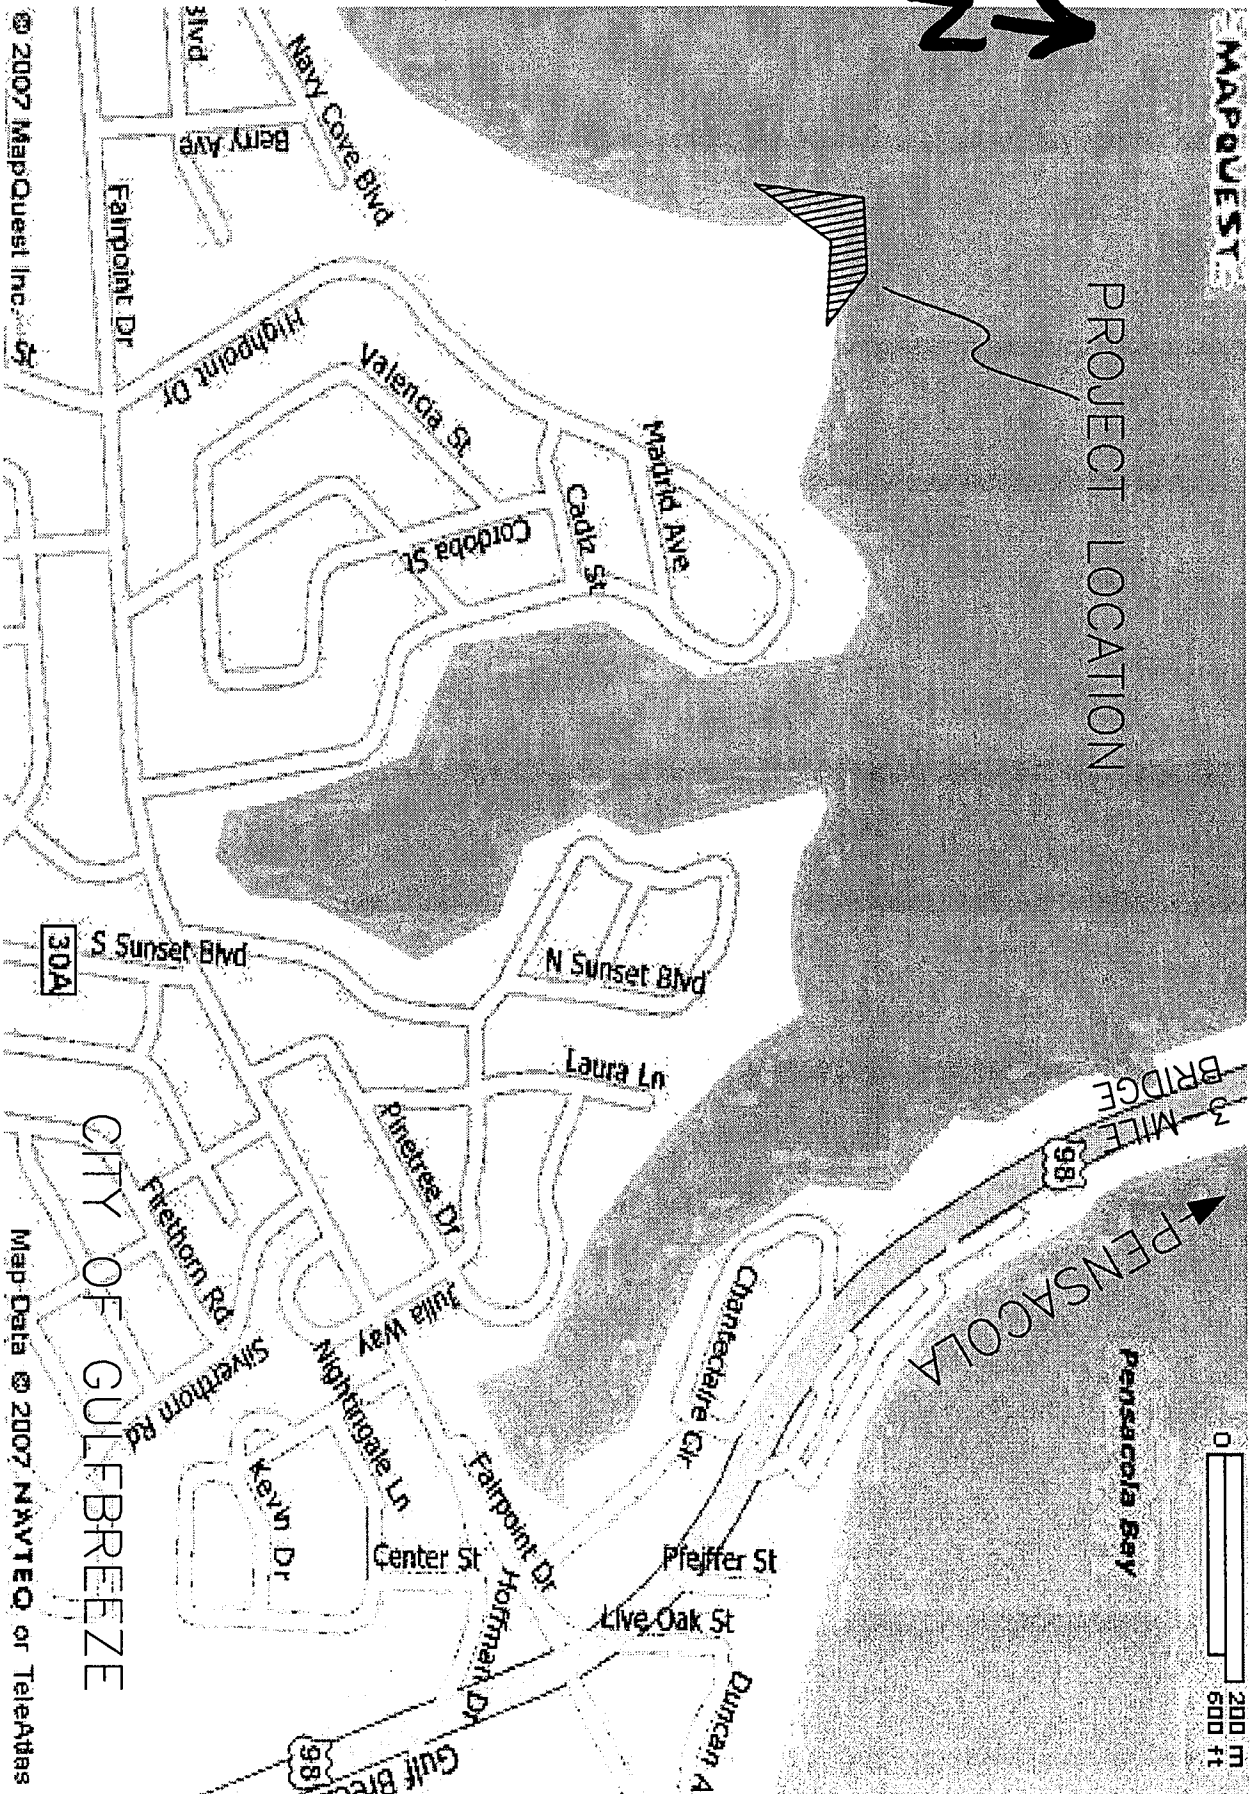 MAPQUEST
N
PROJECT LOCATION
3 MILE
BRIDGE
98
PENSACOLA
Pensacola Bay
0
200 m
600 ft
Blvd
Navy Cove Blvd
Berry Ave
Fairpoint Dr
Highpoint Dr
Valencia St
Madrid Ave
Cadiz St
Cordoba St
St
S Sunset Blvd
30A
N Sunset Blvd
Laura Ln
Pinetree Dr
Firethorn Rd
Silverthorn Rd
Julia Way
Nightingale Ln
Kevin Dr
Center St
Fairpoint Dr
Hoffman Dr
Chanteclaire Cir
Pfeiffer St
Live Oak St
Duncan A
98
Gulf Bree
CITY OF GULFBREEZE
© 2007 MapQuest Inc.
Map Data © 2007 NAVTEQ or TeleAtlas